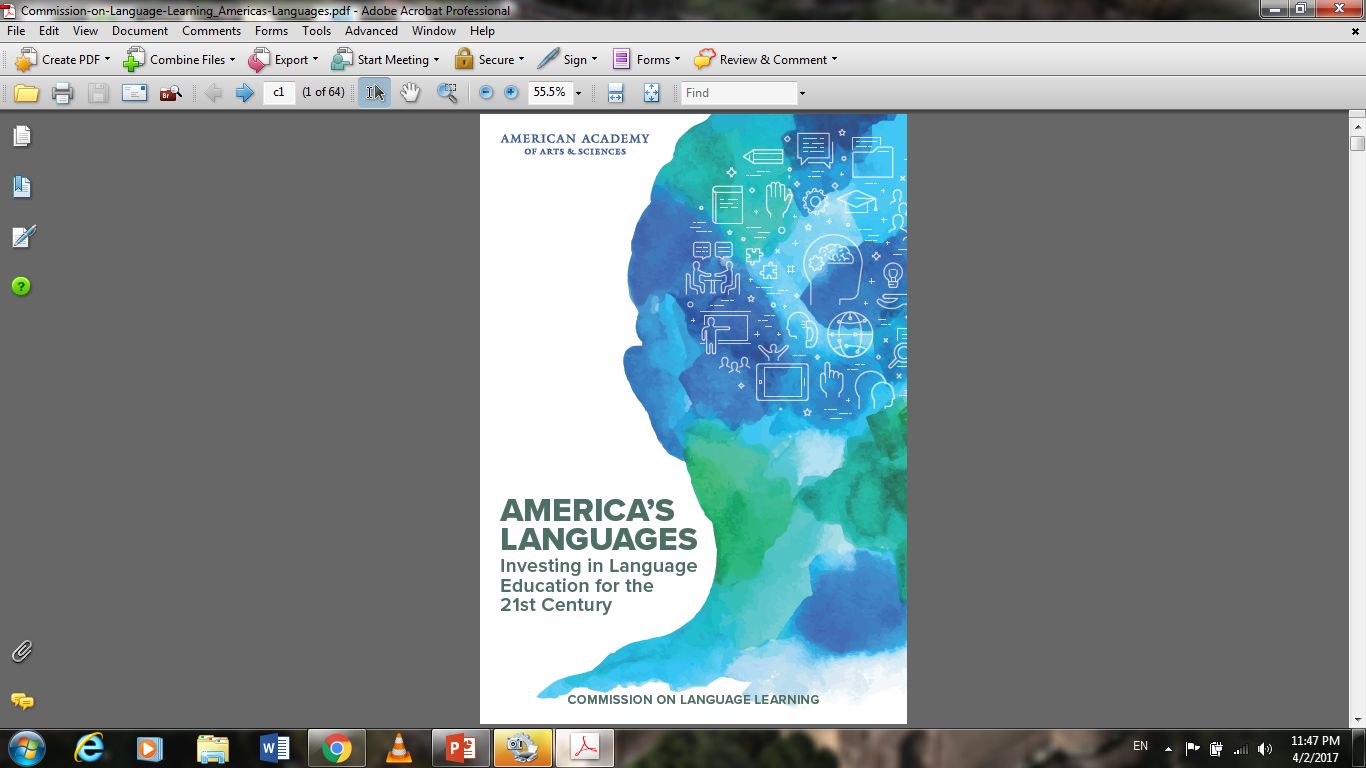 Commission-on-Language-Learning_Americas-Languages.pdf - Adobe Acrobat Professional
File Edit View Document Comments Forms Tools Advanced Window Help
Create PDF Combine Files Export Start Meeting Secure Sign Forms Review & Comment
c1 (1 of 64) 55.5% Find
AMERICAN ACADEMY
OF ARTS & SCIENCES
AMERICA'S
LANGUAGES
Investing in Language
Education for the
21st Century
COMMISSION ON LANGUAGE LEARNING
EN
11:47 PM
4/2/2017